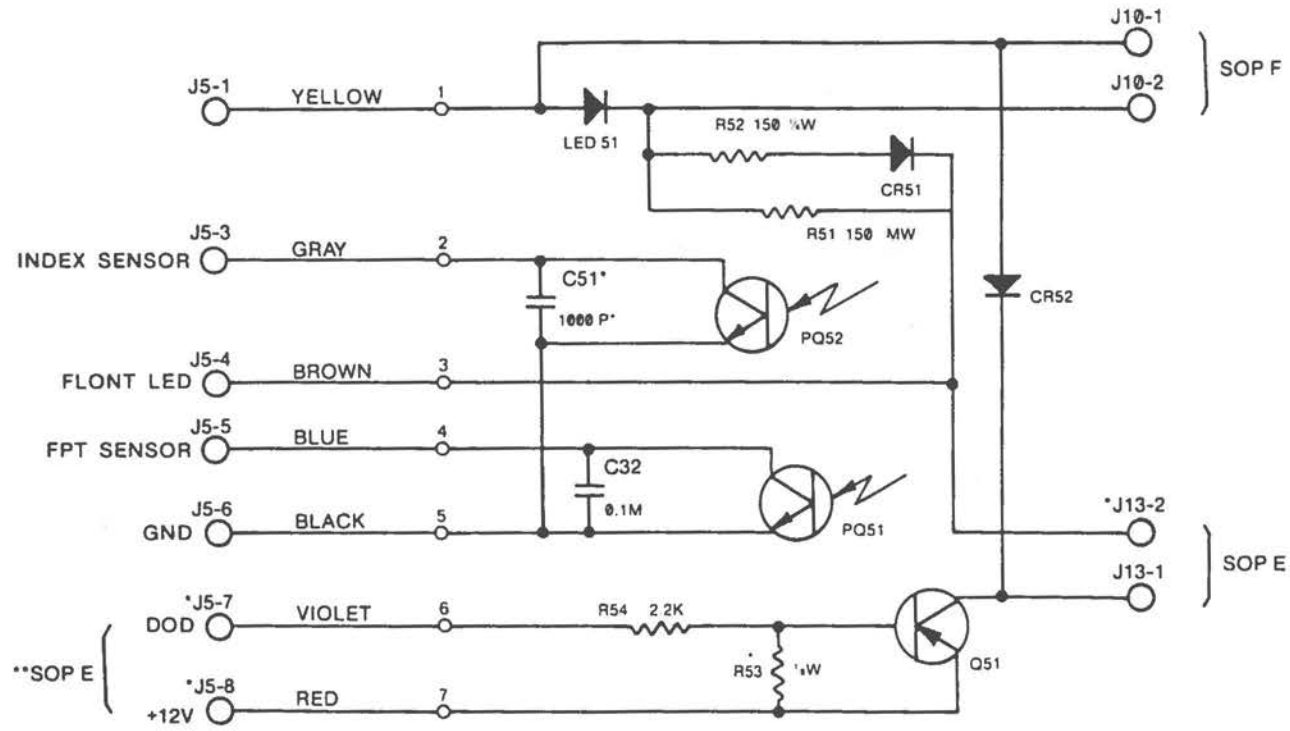 J10-1
SOP F
J5-1
YELLOW
1
J10-2
LED 51
R52 150 ¼W
CR51
R51 150 MW
J5-3
INDEX SENSOR
GRAY
2
C51*
1000 P*
PQ52
CR52
J5-4
FLONT LED
BROWN
3
J5-5
FPT SENSOR
BLUE
4
C32
0.1M
PQ51
J5-6
GND
BLACK
5
*J13-2
SOP E
J13-1
*J5-7
DOD
VIOLET
6
R54 2 2K
Q51
**SOP E
*
R53
⅛W
*J5-8
+12V
RED
7